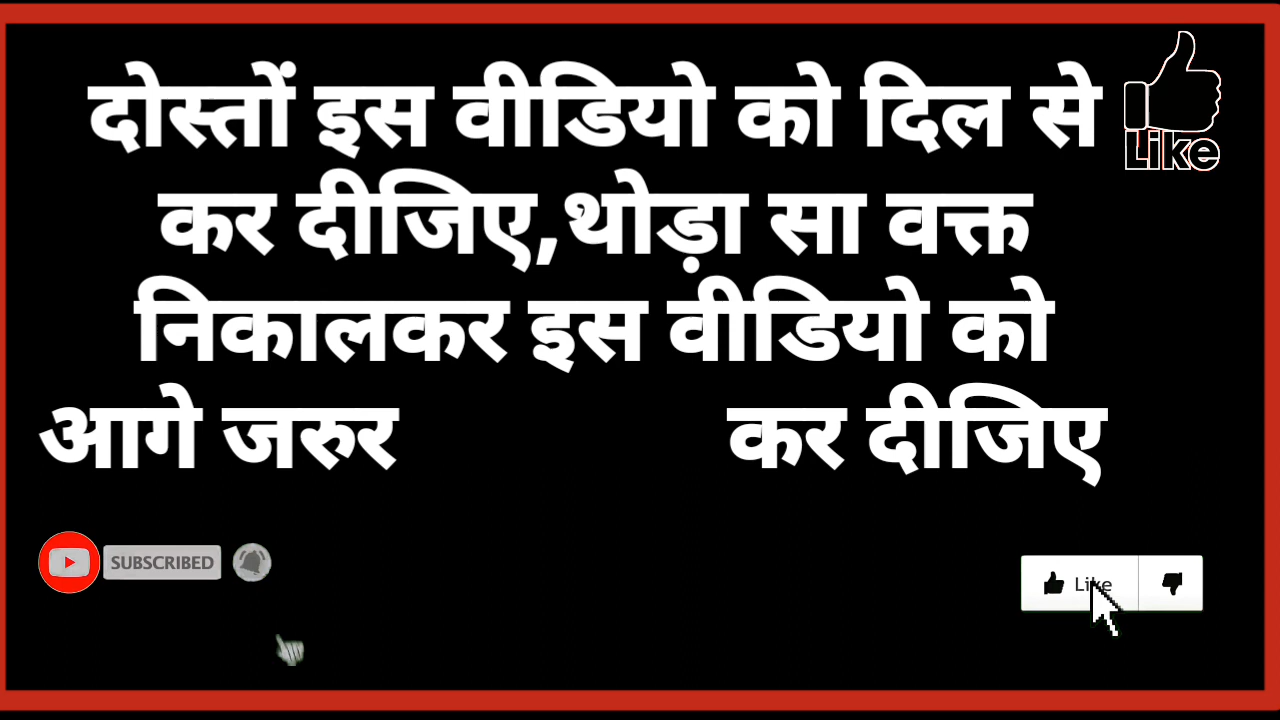 दोस्तों इस वीडियो को दिल से
Like
कर दीजिए,थोड़ा सा वक्त
निकालकर इस वीडियो को
आगे जरुर कर दीजिए
SUBSCRIBED
Like